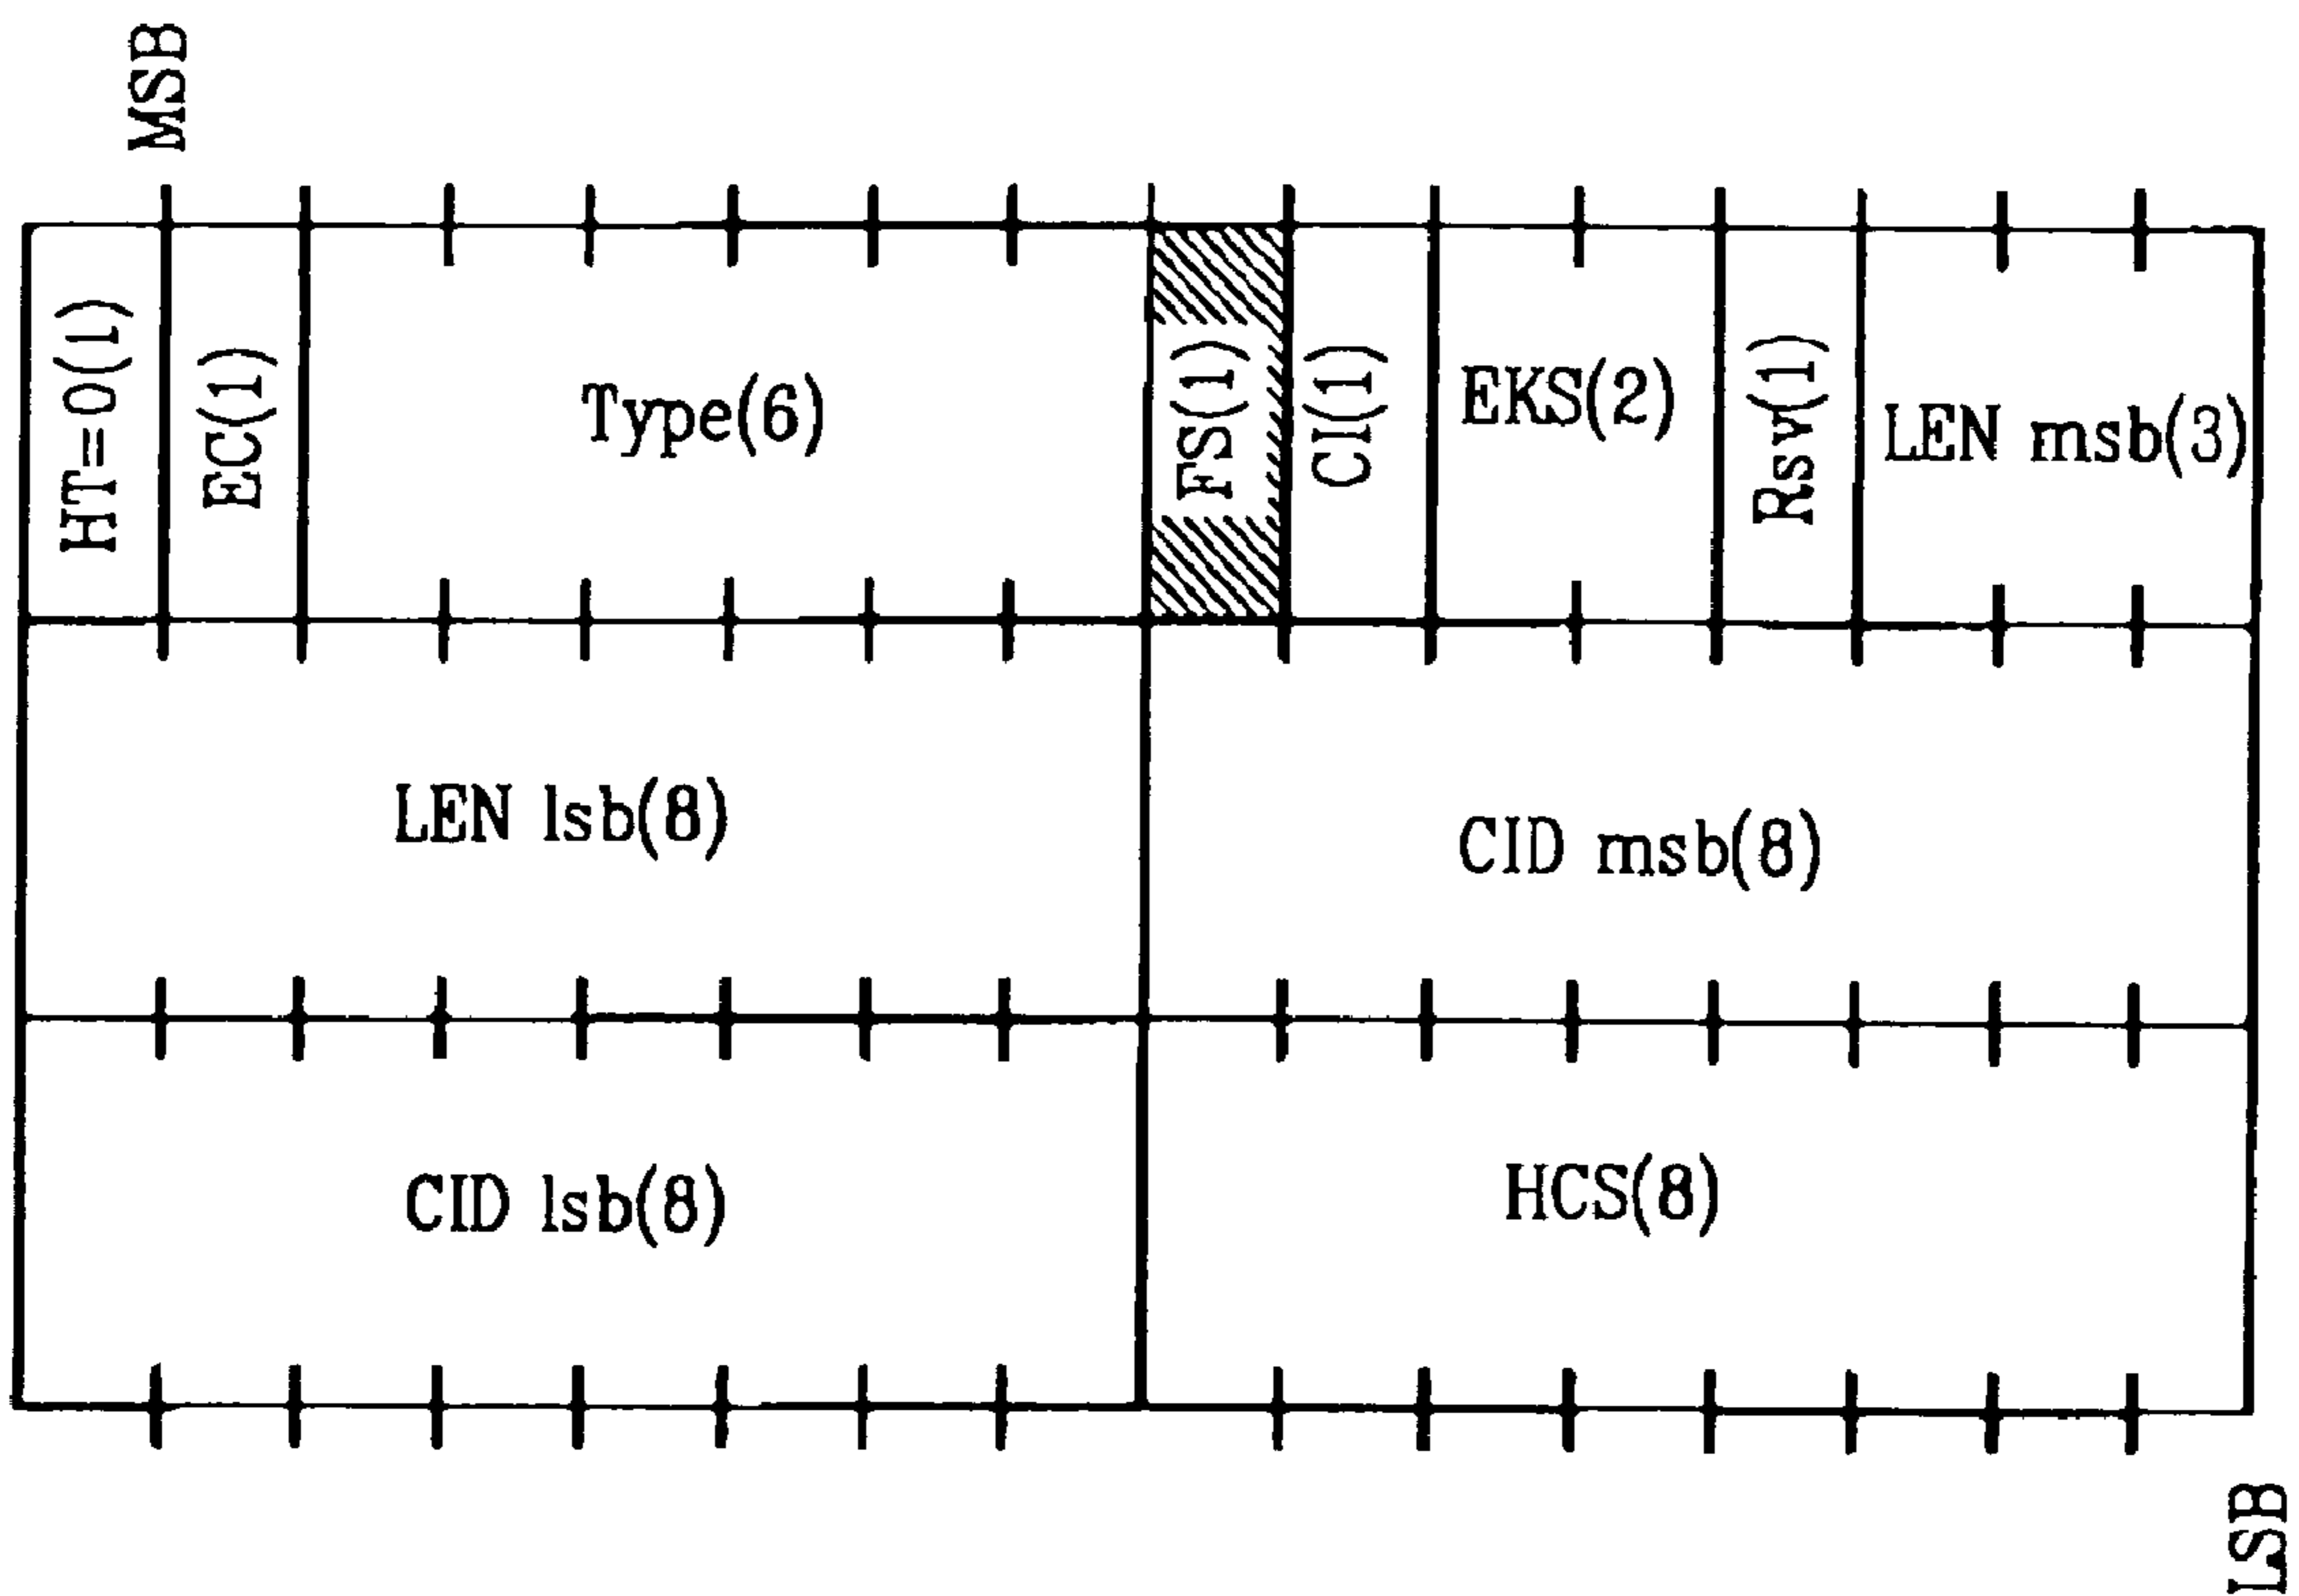 MSB
HT=0(1)
EC(1)
Type(6)
FS(1)
CI(1)
EKS(2)
Rsv(1)
LEN msb(3)
LEN lsb(8)
CID msb(8)
CID lsb(8)
HCS(8)
LSB